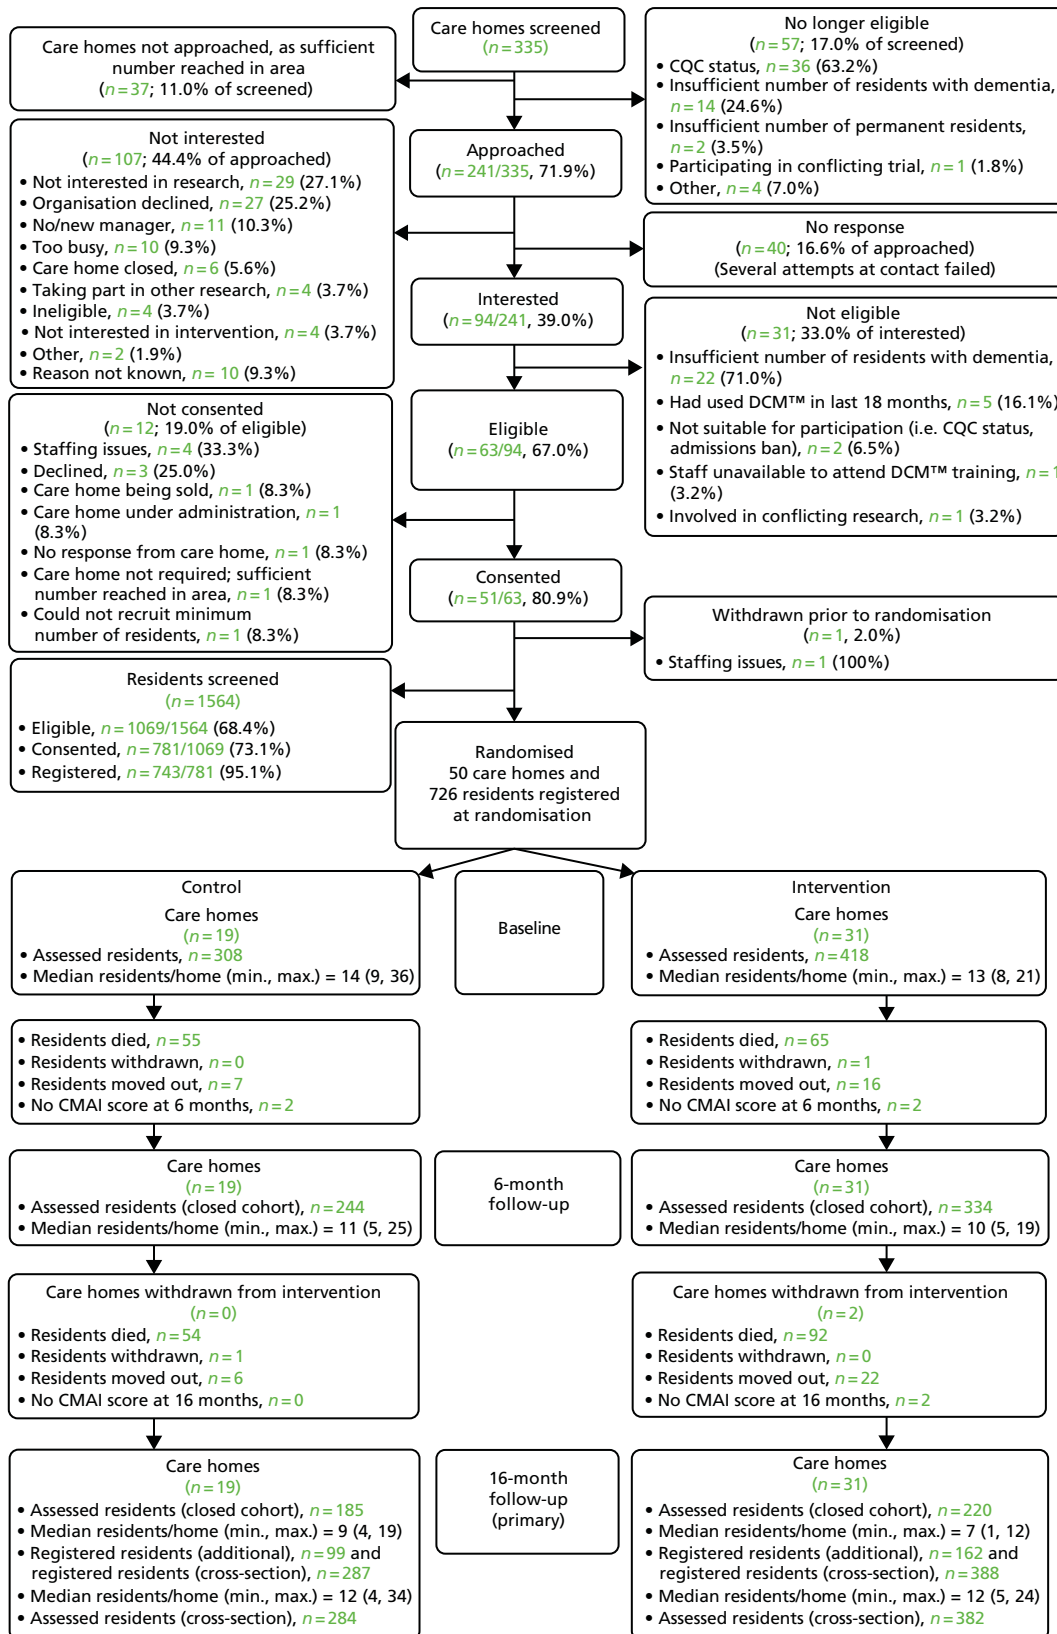 Care homes screened
(n=335)
Care homes not approached, as sufficient
number reached in area
(n=37; 11.0% of screened)
No longer eligible
(n=57; 17.0% of screened)
• CQC status, n=36 (63.2%)
• Insufficient number of residents with dementia,
n=14 (24.6%)
• Insufficient number of permanent residents,
n=2 (3.5%)
• Participating in conflicting trial, n=1 (1.8%)
• Other, n=4 (7.0%)
Approached
(n=241/335, 71.9%)
Not interested
(n=107; 44.4% of approached)
• Not interested in research, n=29 (27.1%)
• Organisation declined, n=27 (25.2%)
• No/new manager, n=11 (10.3%)
• Too busy, n=10 (9.3%)
• Care home closed, n=6 (5.6%)
• Taking part in other research, n=4 (3.7%)
• Ineligible, n=4 (3.7%)
• Not interested in intervention, n=4 (3.7%)
• Other, n=2 (1.9%)
• Reason not known, n=10 (9.3%)
No response
(n=40; 16.6% of approached)
(Several attempts at contact failed)
Interested
(n=94/241, 39.0%)
Not eligible
(n=31; 33.0% of interested)
• Insufficient number of residents with dementia,
n=22 (71.0%)
• Had used DCM™ in last 18 months, n=5 (16.1%)
• Not suitable for participation (i.e. CQC status,
admissions ban), n=2 (6.5%)
• Staff unavailable to attend DCM™ training, n=1
(3.2%)
• Involved in conflicting research, n=1 (3.2%)
Eligible
(n=63/94, 67.0%)
Not consented
(n=12; 19.0% of eligible)
• Staffing issues, n=4 (33.3%)
• Declined, n=3 (25.0%)
• Care home being sold, n=1 (8.3%)
• Care home under administration, n=1
(8.3%)
• No response from care home, n=1 (8.3%)
• Care home not required; sufficient
number reached in area, n=1 (8.3%)
• Could not recruit minimum
number of residents, n=1 (8.3%)
Consented
(n=51/63, 80.9%)
Withdrawn prior to randomisation
(n=1, 2.0%)
• Staffing issues, n=1 (100%)
Residents screened
(n=1564)
• Eligible, n=1069/1564 (68.4%)
• Consented, n=781/1069 (73.1%)
• Registered, n=743/781 (95.1%)
Randomised
50 care homes and
726 residents registered
at randomisation
Control
Care homes
(n=19)
• Assessed residents, n=308
• Median residents/home (min., max.) = 14 (9, 36)
Baseline
Intervention
Care homes
(n=31)
• Assessed residents, n=418
• Median residents/home (min., max.) = 13 (8, 21)
• Residents died, n=55
• Residents withdrawn, n=0
• Residents moved out, n=7
• No CMAI score at 6 months, n=2
• Residents died, n=65
• Residents withdrawn, n=1
• Residents moved out, n=16
• No CMAI score at 6 months, n=2
Care homes
(n=19)
• Assessed residents (closed cohort), n=244
• Median residents/home (min., max.) = 11 (5, 25)
6-month
follow-up
Care homes
(n=31)
• Assessed residents (closed cohort), n=334
• Median residents/home (min., max.) = 10 (5, 19)
Care homes withdrawn from intervention
(n=0)
• Residents died, n=54
• Residents withdrawn, n=1
• Residents moved out, n=6
• No CMAI score at 16 months, n=0
Care homes withdrawn from intervention
(n=2)
• Residents died, n=92
• Residents withdrawn, n=0
• Residents moved out, n=22
• No CMAI score at 16 months, n=2
Care homes
(n=19)
• Assessed residents (closed cohort), n=185
• Median residents/home (min., max.) = 9 (4, 19)
• Registered residents (additional), n=99 and
registered residents (cross-section), n=287
• Median residents/home (min., max.) = 12 (4, 34)
• Assessed residents (cross-section), n=284
16-month
follow-up
(primary)
Care homes
(n=31)
• Assessed residents (closed cohort), n=220
• Median residents/home (min., max.) = 7 (1, 12)
• Registered residents (additional), n=162 and
registered residents (cross-section), n=388
• Median residents/home (min., max.) = 12 (5, 24)
• Assessed residents (cross-section), n=382